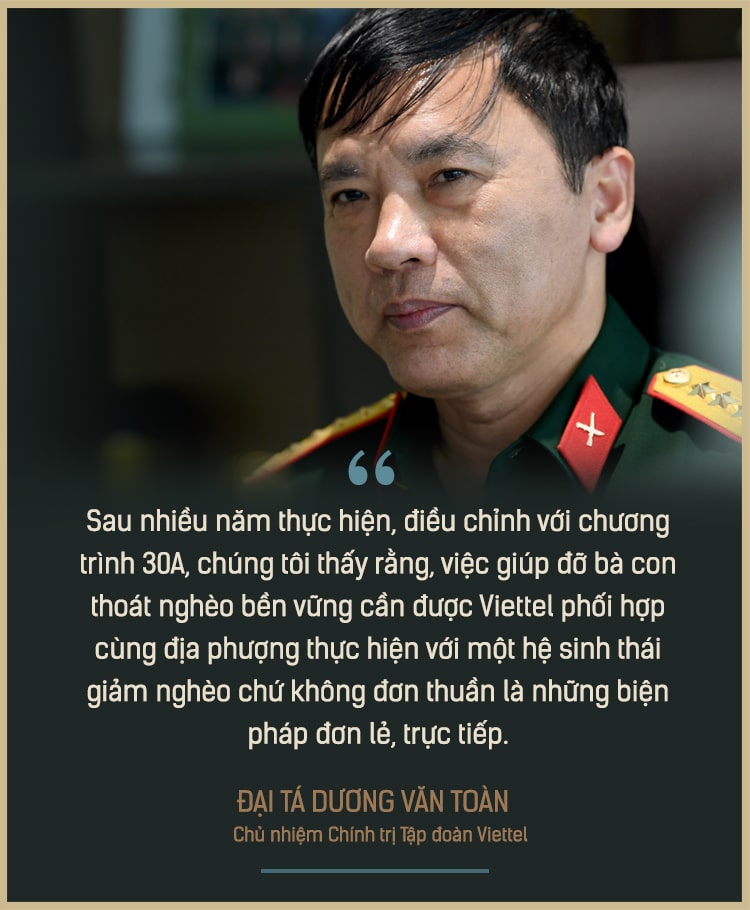 “
Sau nhiều năm thực hiện, điều chỉnh với chương
trình 30A, chúng tôi thấy rằng, việc giúp đỡ bà con
thoát nghèo bền vững cần được Viettel phối hợp
cùng địa phượng thực hiện với một hệ sinh thái
giảm nghèo chứ không đơn thuần là những biện
pháp đơn lẻ, trực tiếp.
ĐẠI TÁ DƯƠNG VĂN TOÀN
Chủ nhiệm Chính trị Tập đoàn Viettel